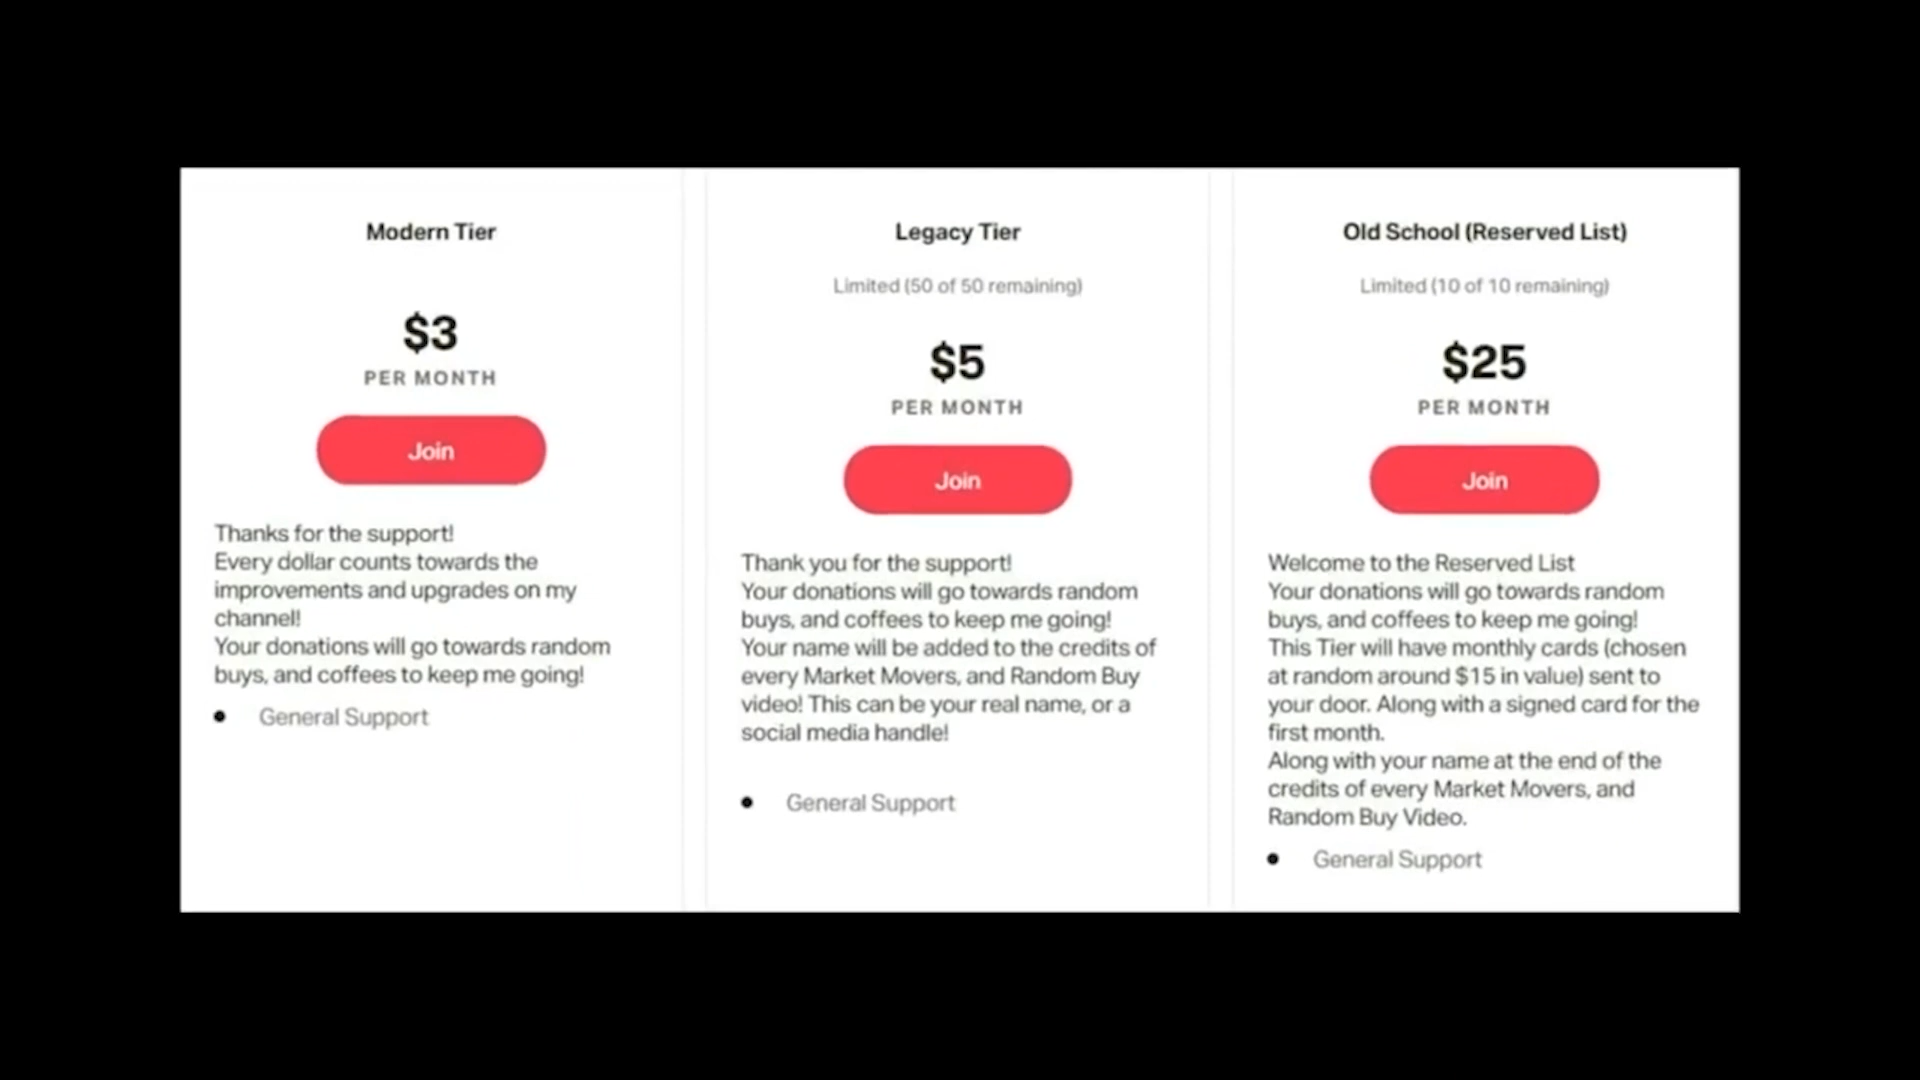 Modern Tier
$3
PER MONTH
Join
Thanks for the support!
Every dollar counts towards the
improvements and upgrades on my
channel!
Your donations will go towards random
buys, and coffees to keep me going!
General Support
Legacy Tier
Limited (50 of 50 remaining)
$5
PER MONTH
Join
Thank you for the support!
Your donations will go towards random
buys, and coffees to keep me going!
Your name will be added to the credits of
every Market Movers, and Random Buy
video! This can be your real name, or a
social media handle!
General Support
Old School (Reserved List)
Limited (10 of 10 remaining)
$25
PER MONTH
Join
Welcome to the Reserved List
Your donations will go towards random
buys, and coffees to keep me going!
This Tier will have monthly cards (chosen
at random around $15 in value) sent to
your door. Along with a signed card for the
first month.
Along with your name at the end of the
credits of every Market Movers, and
Random Buy Video.
General Support